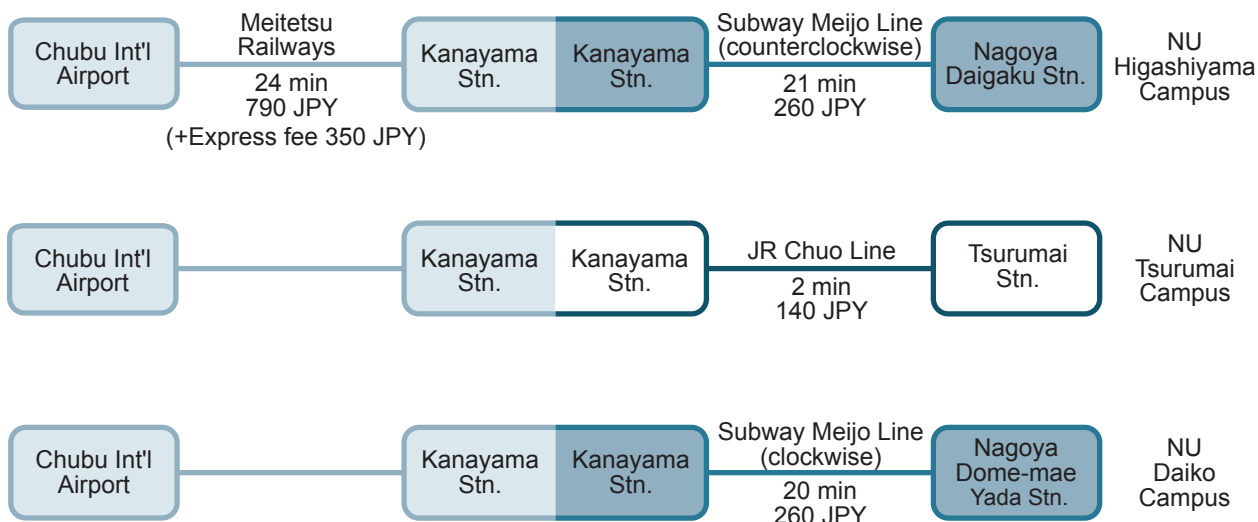 Chubu Int'l
Airport
Meitetsu
Railways
24 min
790 JPY
(+Express fee 350 JPY)
Kanayama
Stn.
Kanayama
Stn.
Subway Meijo Line
(counterclockwise)
21 min
260 JPY
Nagoya
Daigaku Stn.
NU
Higashiyama
Campus
Chubu Int'l
Airport
Kanayama
Stn.
Kanayama
Stn.
JR Chuo Line
2 min
140 JPY
Tsurumai
Stn.
NU
Tsurumai
Campus
Chubu Int'l
Airport
Kanayama
Stn.
Kanayama
Stn.
Subway Meijo Line
(clockwise)
20 min
260 JPY
Nagoya
Dome-mae
Yada Stn.
NU
Daiko
Campus